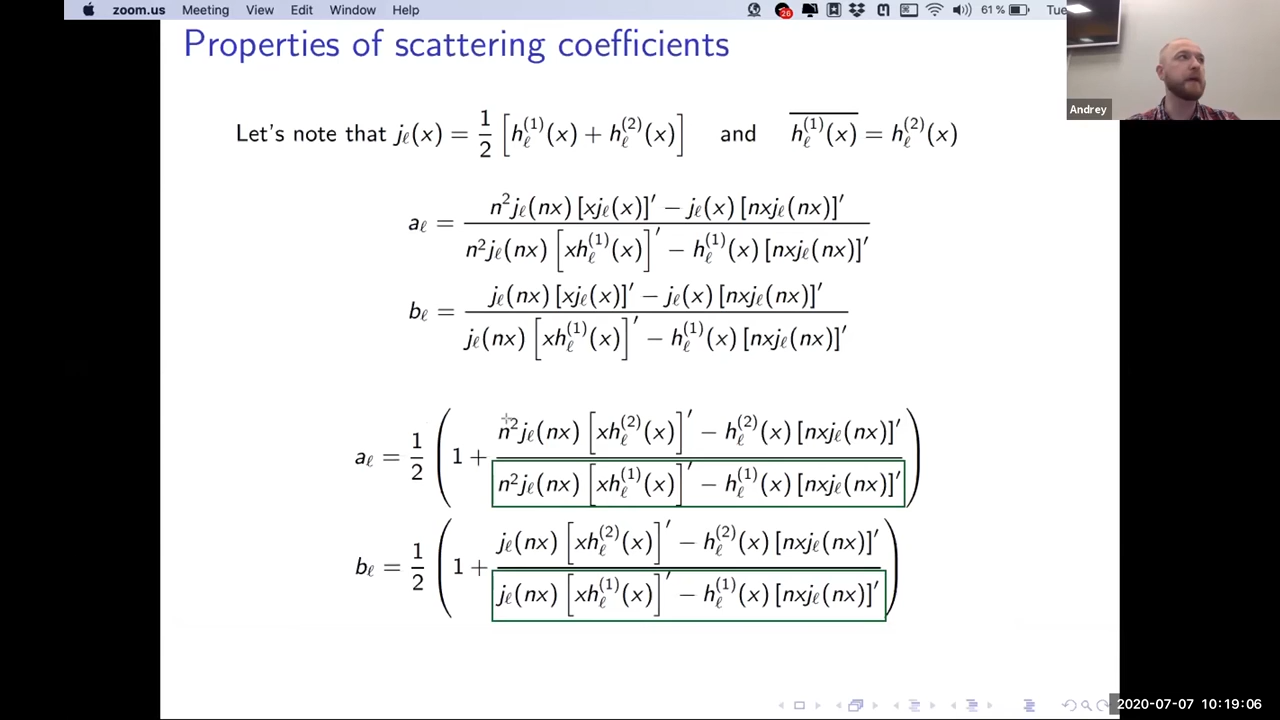 zoom.us Meeting View Edit Window Help 26 61% Tue
Properties of scattering coefficients
Andrey
Let's note that jℓ(x) = 1/2 [hℓ^(1)(x) + hℓ^(2)(x)] and \overline{hℓ^(1)(x)} = hℓ^(2)(x)
aℓ = n²jℓ(nx) [xjℓ(x)]′ − jℓ(x) [nxjℓ(nx)]′ / n²jℓ(nx) [xhℓ^(1)(x)]′ − hℓ^(1)(x) [nxjℓ(nx)]′
bℓ = jℓ(nx) [xjℓ(x)]′ − jℓ(x) [nxjℓ(nx)]′ / jℓ(nx) [xhℓ^(1)(x)]′ − hℓ^(1)(x) [nxjℓ(nx)]′
aℓ = 1/2 (1 + n²jℓ(nx) [xhℓ^(2)(x)]′ − hℓ^(2)(x) [nxjℓ(nx)]′ / n²jℓ(nx) [xhℓ^(1)(x)]′ − hℓ^(1)(x) [nxjℓ(nx)]′)
bℓ = 1/2 (1 + jℓ(nx) [xhℓ^(2)(x)]′ − hℓ^(2)(x) [nxjℓ(nx)]′ / jℓ(nx) [xhℓ^(1)(x)]′ − hℓ^(1)(x) [nxjℓ(nx)]′)
2020-07-07 10:19:06